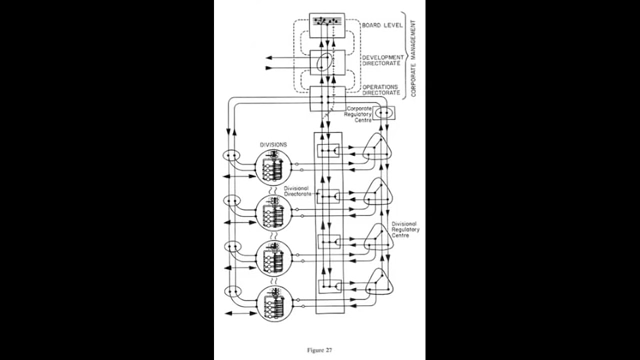 BOARD LEVEL
DEVELOPMENT
DIRECTORATE
OPERATIONS
DIRECTORATE
CORPORATE MANAGEMENT
Corporate
Regulatory
Centre
DIVISIONS
Divisional
Directorate
Divisional
Regulatory
Centre
Figure 27